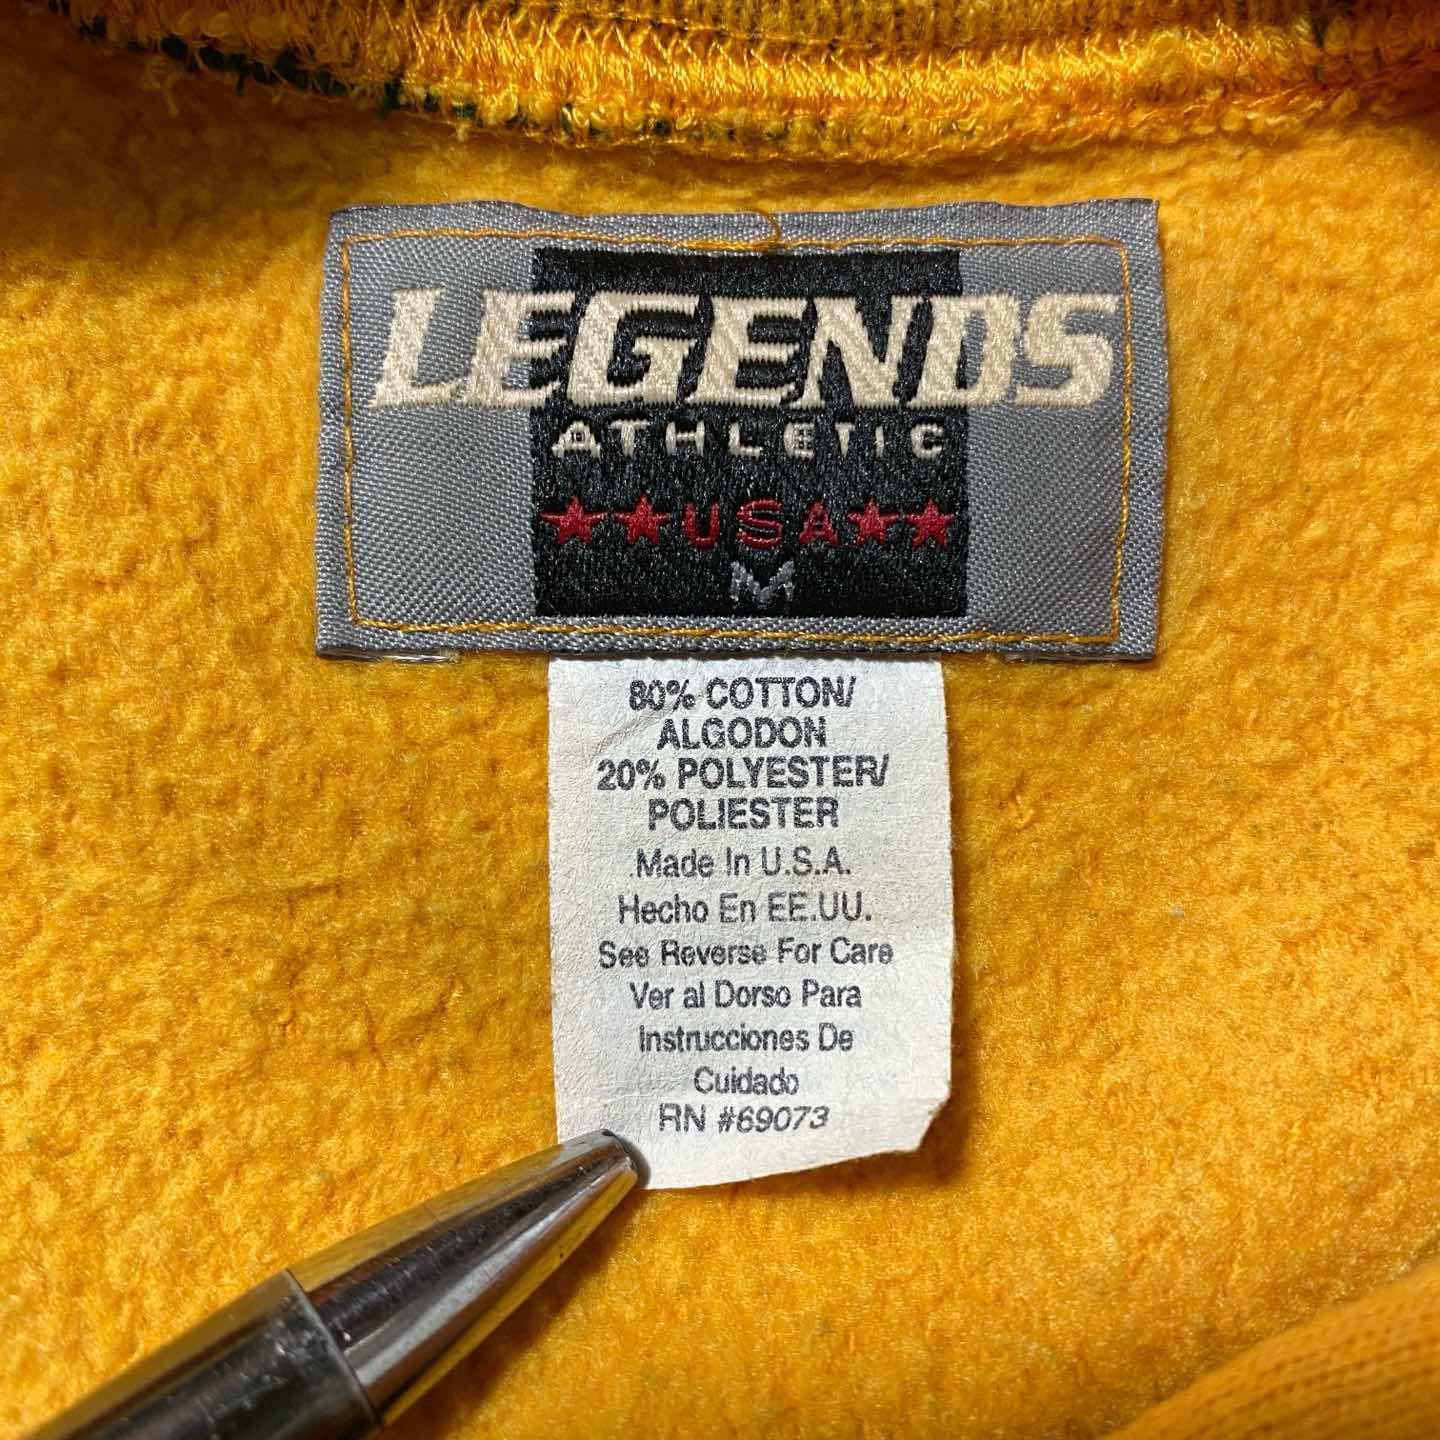 LEGENDS
ATHLETIC
★★USA★★
M
80% COTTON/
ALGODON
20% POLYESTER/
POLIESTER
Made In U.S.A.
Hecho En EE.UU.
See Reverse For Care
Ver al Dorso Para
Instrucciones De
Cuidado
RN #69073